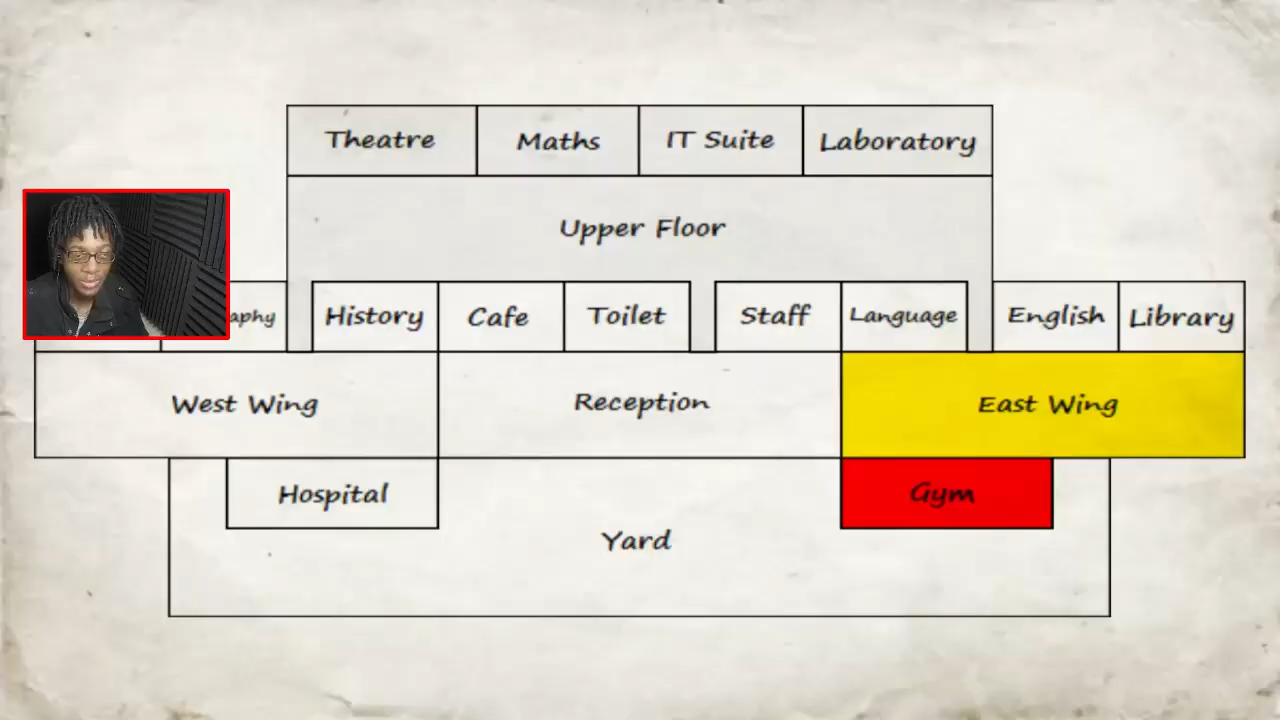 Theatre Maths IT Suite Laboratory
Upper Floor
aphy History Cafe Toilet Staff Language English Library
West Wing Reception East Wing
Hospital Gym
Yard